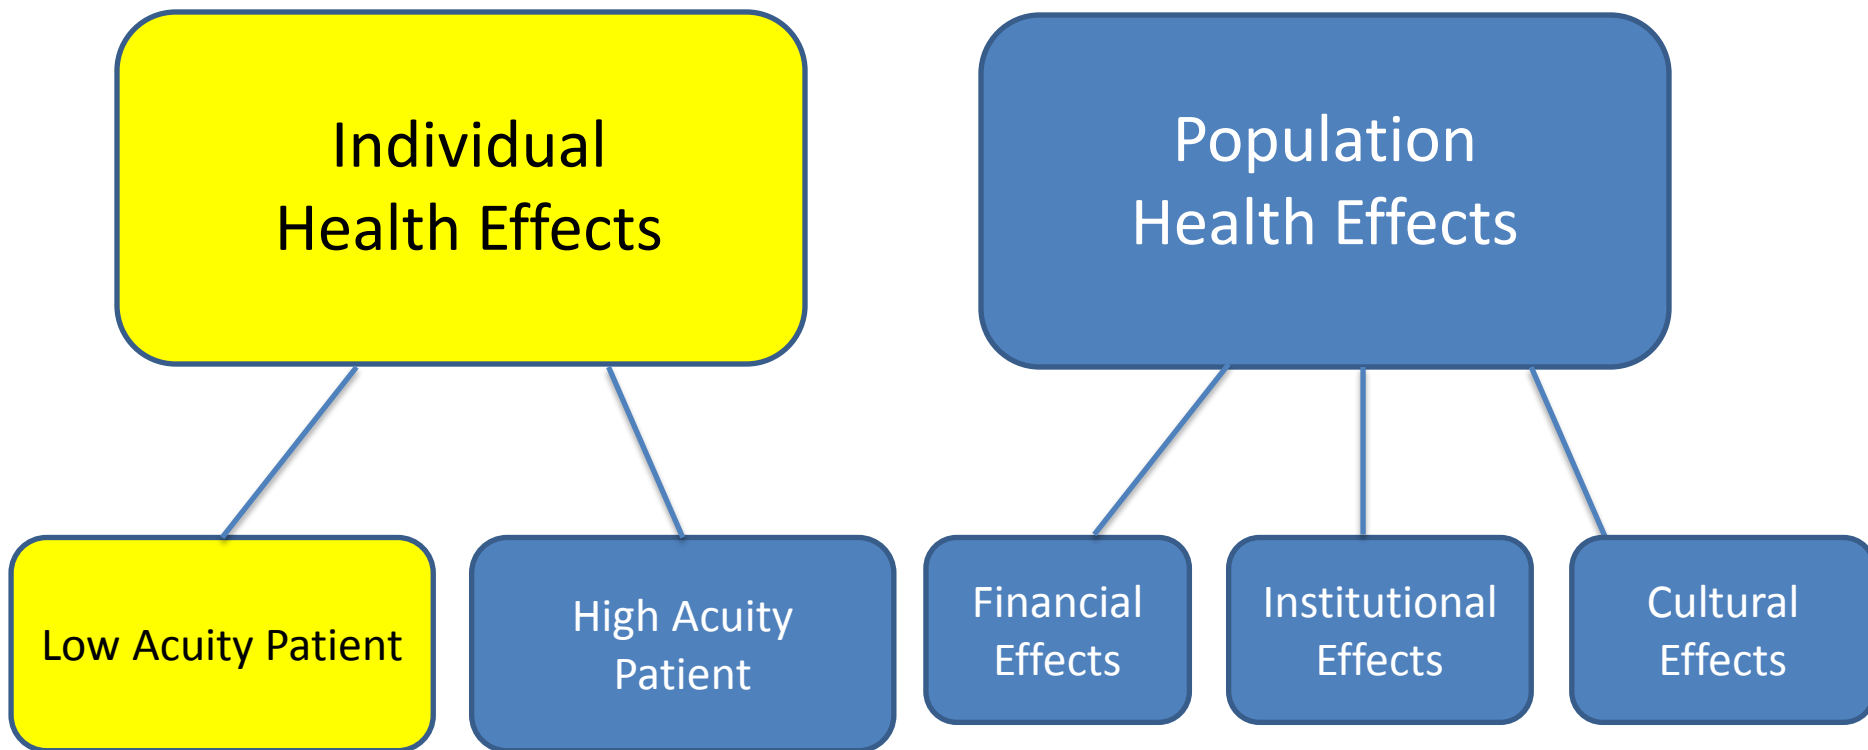 Individual
Health Effects
Population
Health Effects
Low Acuity Patient
High Acuity
Patient
Financial
Effects
Institutional
Effects
Cultural
Effects